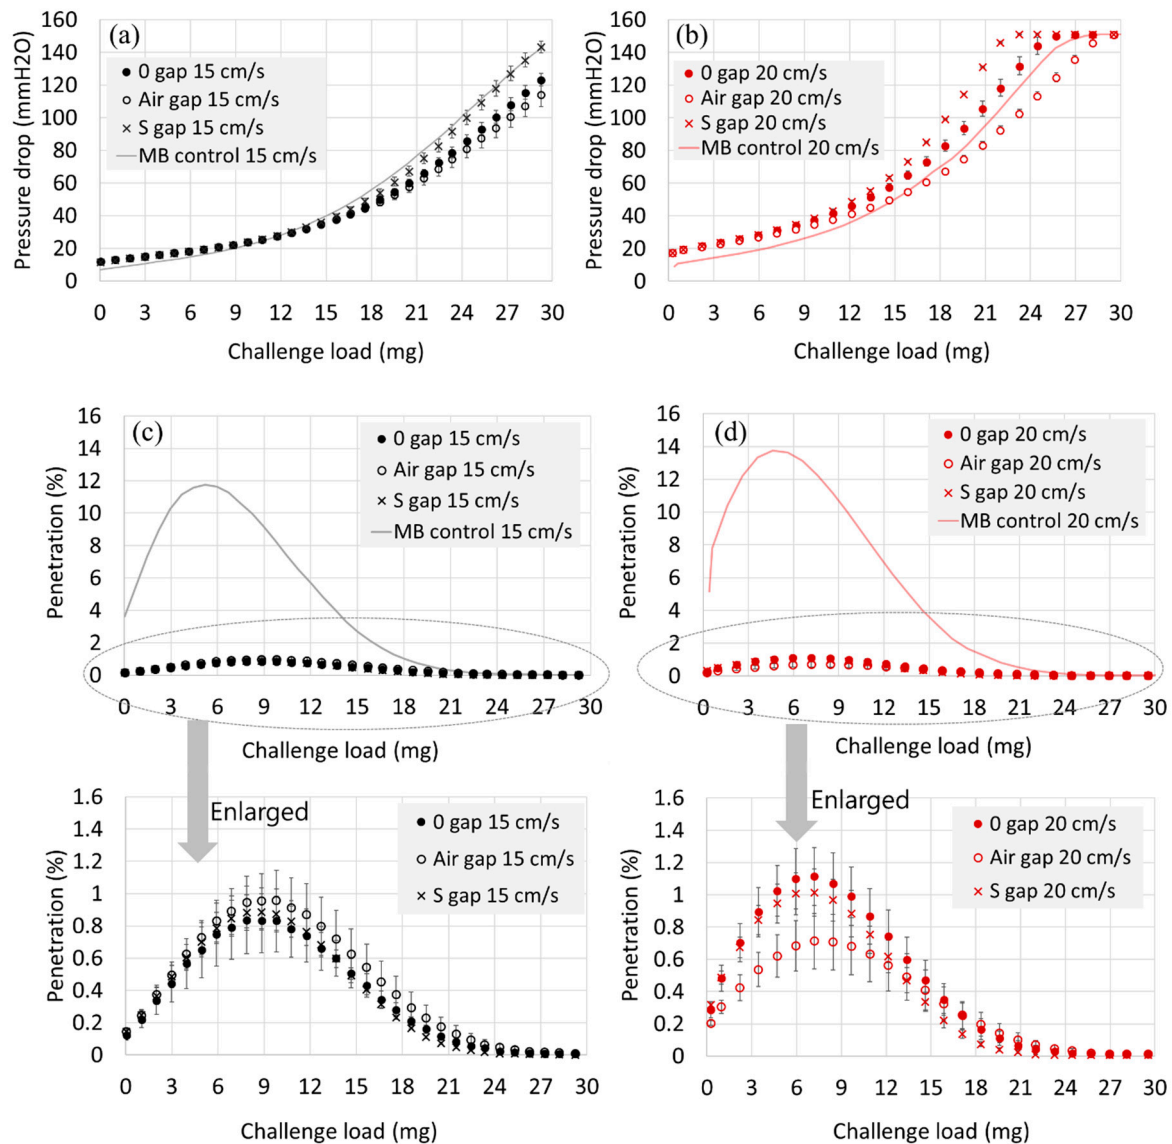 (a)
Pressure drop (mmH2O)
160
140
120
100
80
60
40
20
0
0 gap 15 cm/s
Air gap 15 cm/s
S gap 15 cm/s
MB control 15 cm/s
0 3 6 9 12 15 18 21 24 27 30
Challenge load (mg)
(b)
Pressure drop (mmH2O)
160
140
120
100
80
60
40
20
0
0 gap 20 cm/s
Air gap 20 cm/s
S gap 20 cm/s
MB control 20 cm/s
0 3 6 9 12 15 18 21 24 27 30
Challenge load (mg)
(c)
Penetration (%)
16
14
12
10
8
6
4
2
0
0 gap 15 cm/s
Air gap 15 cm/s
S gap 15 cm/s
MB control 15 cm/s
0 3 6 9 12 15 18 21 24 27 30
Challenge load (mg)
(d)
Penetration (%)
16
14
12
10
8
6
4
2
0
0 gap 20 cm/s
Air gap 20 cm/s
S gap 20 cm/s
MB control 20 cm/s
0 3 6 9 12 15 18 21 24 27 30
Challenge load (mg)
Enlarged
Penetration (%)
1.6
1.4
1.2
1
0.8
0.6
0.4
0.2
0
0 gap 15 cm/s
Air gap 15 cm/s
S gap 15 cm/s
0 3 6 9 12 15 18 21 24 27 30
Challenge load (mg)
Enlarged
Penetration (%)
1.6
1.4
1.2
1
0.8
0.6
0.4
0.2
0
0 gap 20 cm/s
Air gap 20 cm/s
S gap 20 cm/s
0 3 6 9 12 15 18 21 24 27 30
Challenge load (mg)